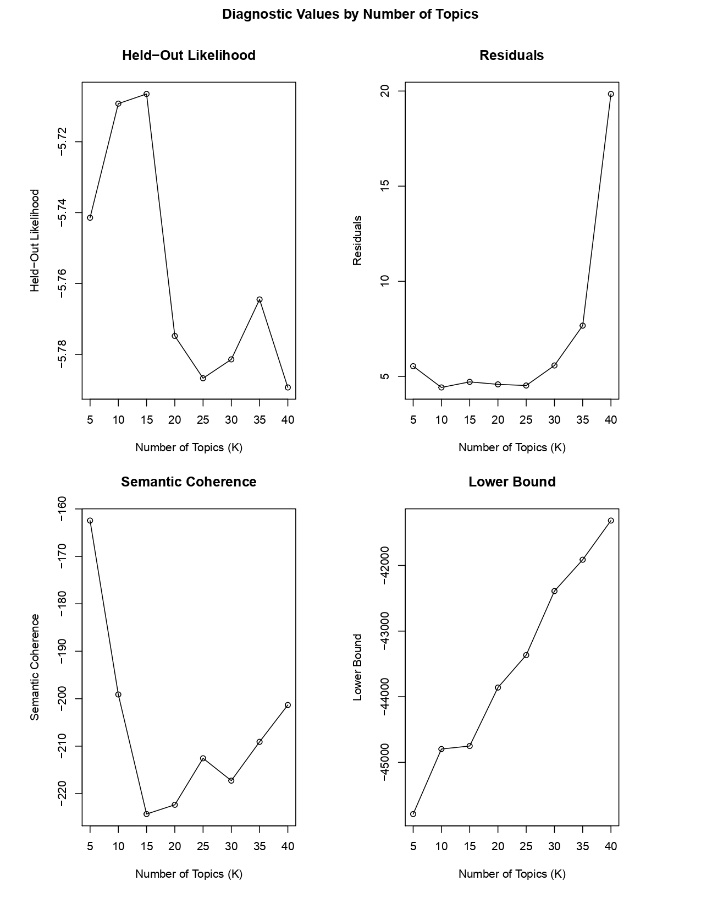 Diagnostic Values by Number of Topics
Held−Out Likelihood
Held−Out Likelihood
−5.72
−5.74
−5.76
−5.78
5 10 15 20 25 30 35 40
Number of Topics (K)
Residuals
Residuals
20
15
10
5
5 10 15 20 25 30 35 40
Number of Topics (K)
Semantic Coherence
Semantic Coherence
−160
−170
−180
−190
−200
−210
−220
5 10 15 20 25 30 35 40
Number of Topics (K)
Lower Bound
Lower Bound
−42000
−43000
−44000
−45000
5 10 15 20 25 30 35 40
Number of Topics (K)